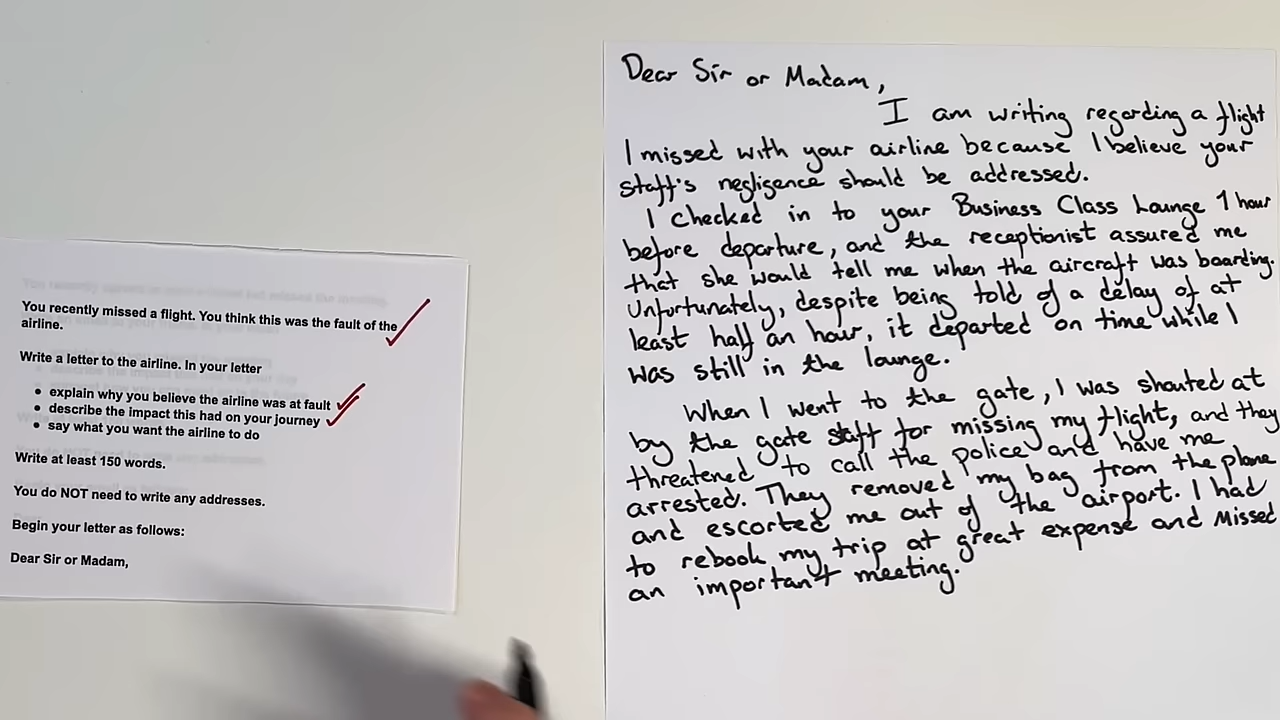 You recently missed a flight. You think this was the fault of the
airline.
Write a letter to the airline. In your letter
• explain why you believe the airline was at fault
• describe the impact this had on your journey
• say what you want the airline to do
Write at least 150 words.
You do NOT need to write any addresses.
Begin your letter as follows:
Dear Sir or Madam,
Dear Sir or Madam,
I am writing regarding a flight
I missed with your airline because I believe your
staff's negligence should be addressed.
I checked in to your Business Class Lounge 1 hour
before departure, and the receptionist assured me
that she would tell me when the aircraft was boarding.
Unfortunately, despite being told of a delay of at
least half an hour, it departed on time while I
was still in the lounge.
When I went to the gate, I was shouted at
by the gate staff for missing my flight, and they
threatened to call the police and have me
arrested. They removed my bag from the plane
and escorted me out of the airport. I had
to rebook my trip at great expense and missed
an important meeting.